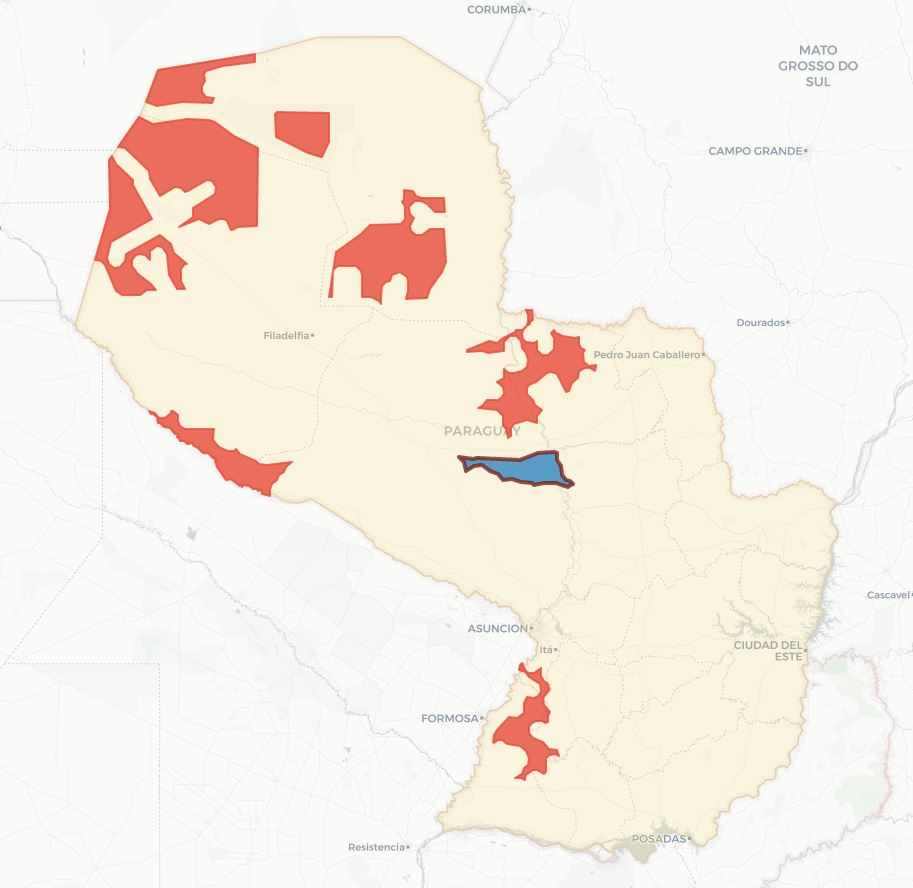 CORUMBA
MATO
GROSSO DO
SUL
CAMPO GRANDE
Dourados
Filadelfia
Pedro Juan Caballero
PARAGUAY
Cascavel
ASUNCION
Itá
CIUDAD DEL
ESTE
FORMOSA
POSADAS
Resistencia